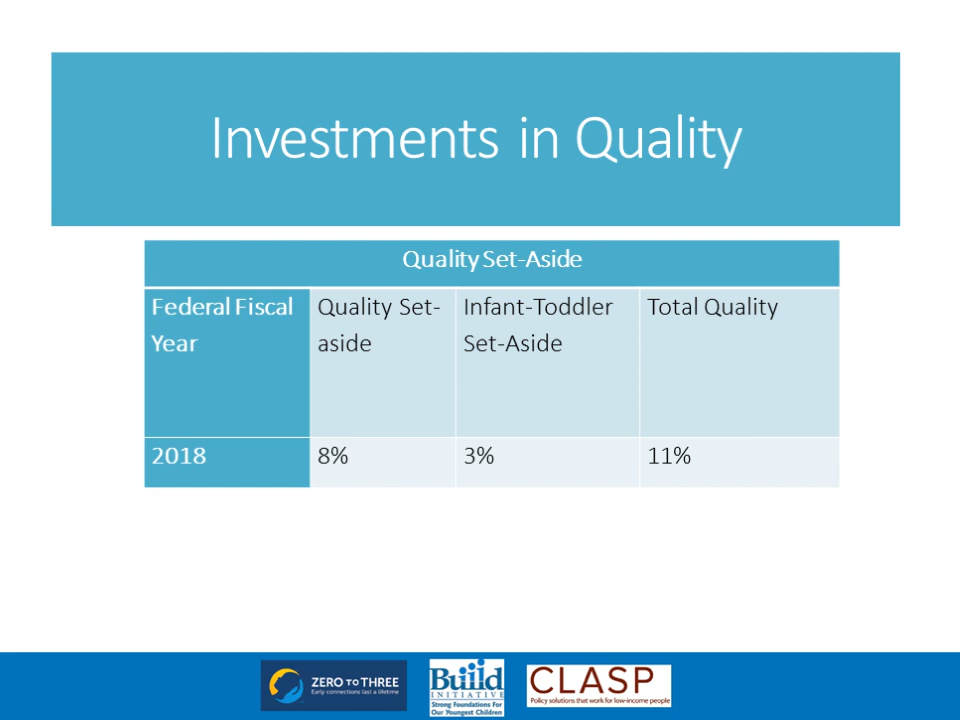 Investments in Quality
Quality Set-Aside
Federal Fiscal
Year
Quality Set-
aside
Infant-Toddler
Set-Aside
Total Quality
2018
8%
3%
11%
ZERO TO THREE
Early connections last a lifetime
Build
INITIATIVE
Strong Foundations For
Our Youngest Children
CLASP
Policy solutions that work for low-income people